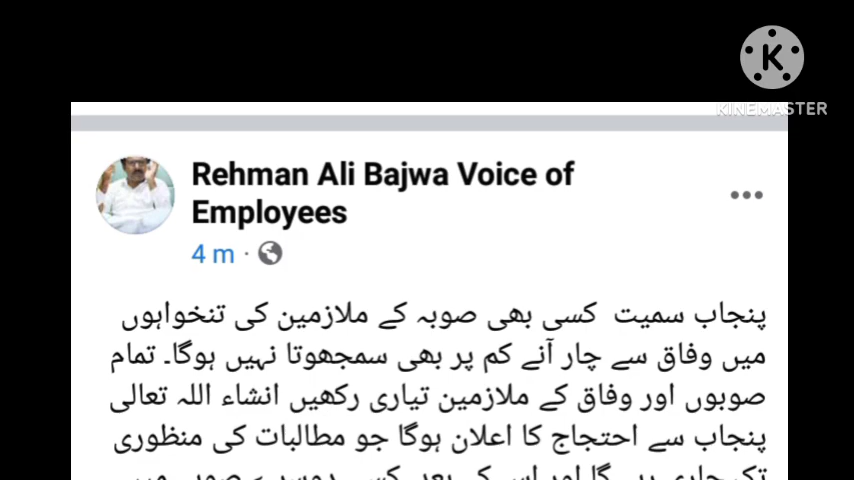 K
KINEMASTER
Rehman Ali Bajwa Voice of
Employees
4 m ·
پنجاب سمیت کسی بھی صوبہ کے ملازمین کی تنخواہوں
میں وفاق سے چار آنے کم پر بھی سمجھوتا نہیں ہوگا۔ تمام
صوبوں اور وفاق کے ملازمین تیاری رکھیں انشاء اللہ تعالی
پنجاب سے احتجاج کا اعلان ہوگا جو مطالبات کی منظوری